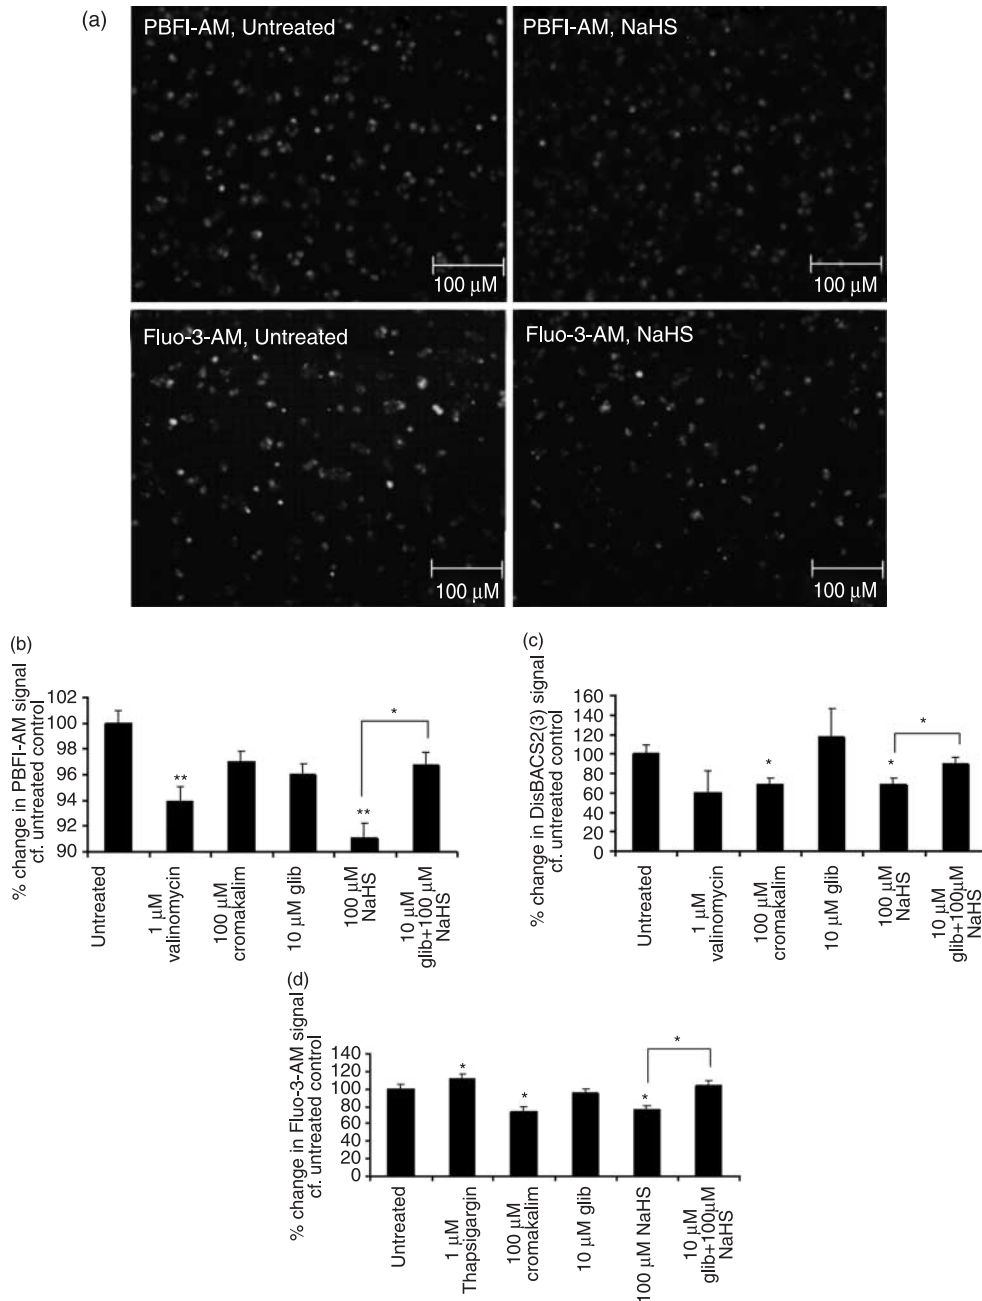 (a)
PBFI-AM, Untreated
100 μM
PBFI-AM, NaHS
100 μM
Fluo-3-AM, Untreated
100 μM
Fluo-3-AM, NaHS
100 μM
(b)
% change in PBFI-AM signal
cf. untreated control
102
100
98
96
94
92
90
**
**
*
Untreated
1 μM
valinomycin
100 μM
cromakalim
10 μM glib
100 μM
NaHS
10 μM
glib+100 μM
NaHS
(c)
% change in DisBACS2(3) signal
cf. untreated control
160
140
120
100
80
60
40
20
0
*
*
*
Untreated
1 μM
valinomycin
100 μM
cromakalim
10 μM glib
100 μM
NaHS
10 μM
glib+100μM
NaHS
(d)
% change in Fluo-3-AM signal
cf. untreated control
140
120
100
80
60
40
20
0
*
*
*
*
Untreated
1 μM
Thapsigargin
100 μM
cromakalim
10 μM glib
100 μM NaHS
10 μM
glib+100μM
NaHS